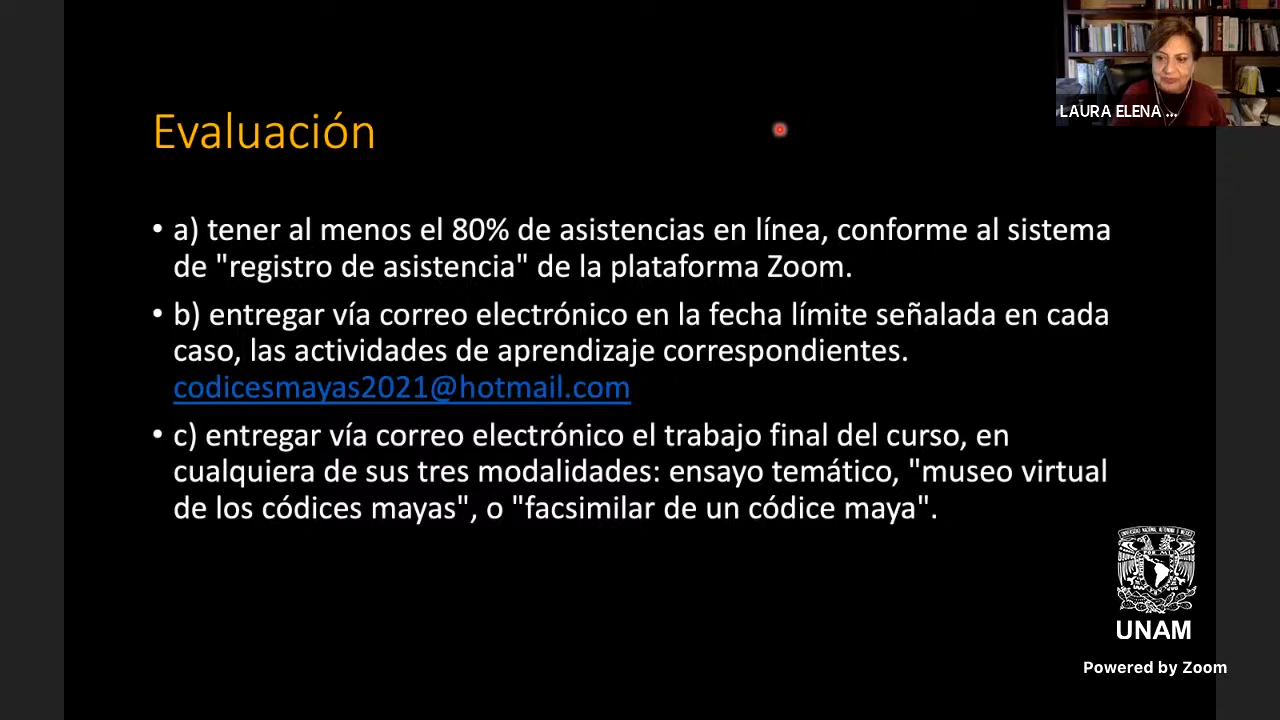 LAURA ELENA ...
Evaluación
• a) tener al menos el 80% de asistencias en línea, conforme al sistema
de "registro de asistencia" de la plataforma Zoom.
• b) entregar vía correo electrónico en la fecha límite señalada en cada
caso, las actividades de aprendizaje correspondientes.
codicesmayas2021@hotmail.com
• c) entregar vía correo electrónico el trabajo final del curso, en
cualquiera de sus tres modalidades: ensayo temático, "museo virtual
de los códices mayas", o "facsimilar de un códice maya".
UNAM
Powered by Zoom